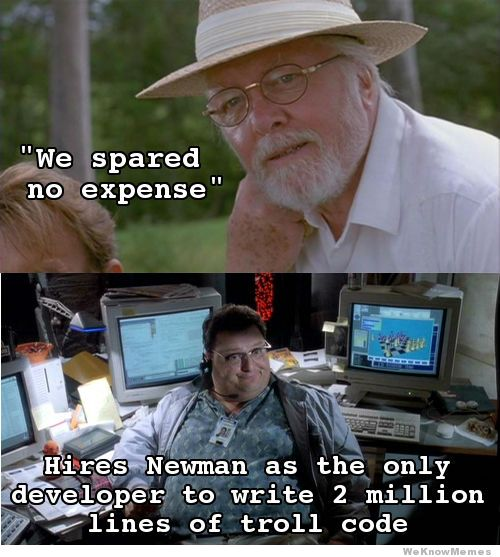 "We spared
no expense"
Hires Newman as the only
developer to write 2 million
lines of troll code
WeKnowMemes